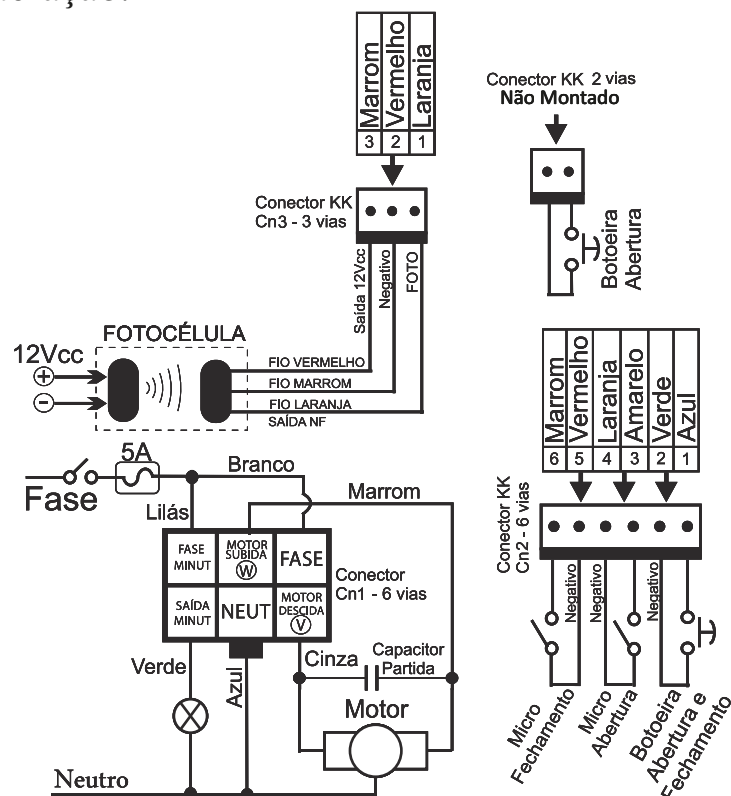 Marrom
Vermelho
Laranja
3 2 1
Conector KK
Cn3 - 3 vias
Saída 12Vcc
Negativo
FOTO
Conector KK 2 vias
Não Montado
Botoeira
Abertura
FOTOCÉLULA
12Vcc
+
-
FIO VERMELHO
FIO MARROM
FIO LARANJA
SAÍDA NF
Marrom
Vermelho
Laranja
Amarelo
Verde
Azul
6 5 4 3 2 1
Conector KK
Cn2 - 6 vias
Negativo
Negativo
Negativo
Micro
Fechamento
Micro
Abertura
Botoeira
Abertura e
Fechamento
5A
Fase
Branco
Lilás
Marrom
FASE
MINUT
MOTOR
SUBIDA
W
FASE
SAÍDA
MINUT
NEUT
MOTOR
DESCIDA
V
Conector
Cn1 - 6 vias
Verde
Azul
Cinza
Capacitor
Partida
Motor
Neutro